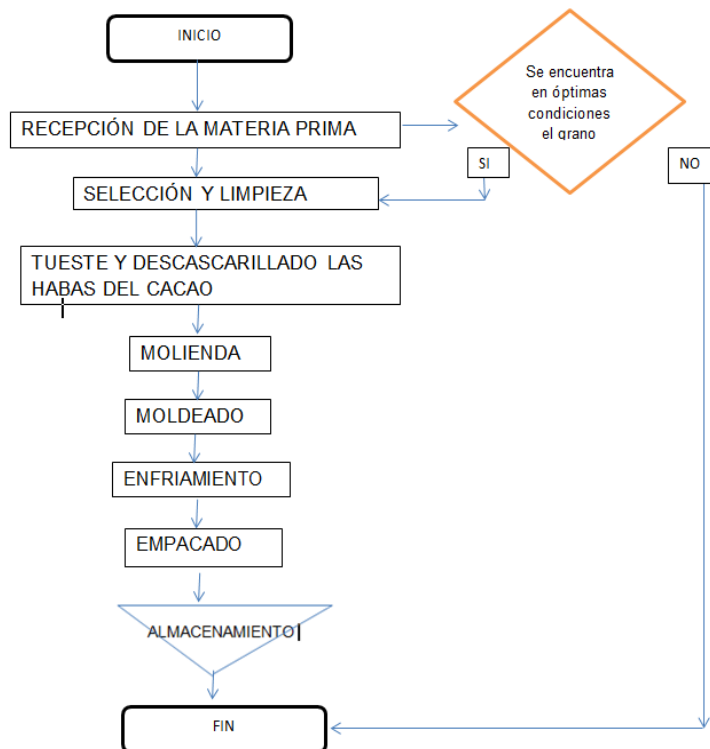 INICIO
Se encuentra
en óptimas
condiciones
el grano
RECEPCIÓN DE LA MATERIA PRIMA
SI
NO
SELECCIÓN Y LIMPIEZA
TUESTE Y DESCASCARILLADO LAS
HABAS DEL CACAO
MOLIENDA
MOLDEADO
ENFRIAMIENTO
EMPACADO
ALMACENAMIENTO
FIN